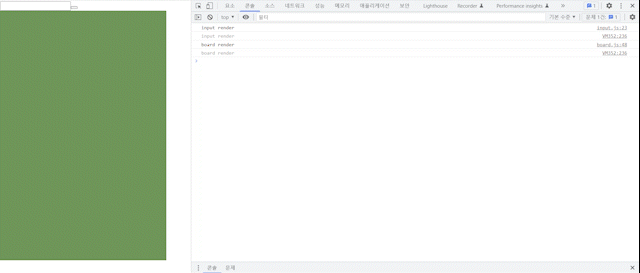 요소 콘솔 소스 네트워크 성능 메모리 애플리케이션 보안 Lighthouse Recorder Performance insights » 1
top ▼ 필터 기본 수준 ▼ 문제 1건: 1
input render input.js:23
input render VM352:236
board render board.js:48
board render VM352:236
콘솔 문제